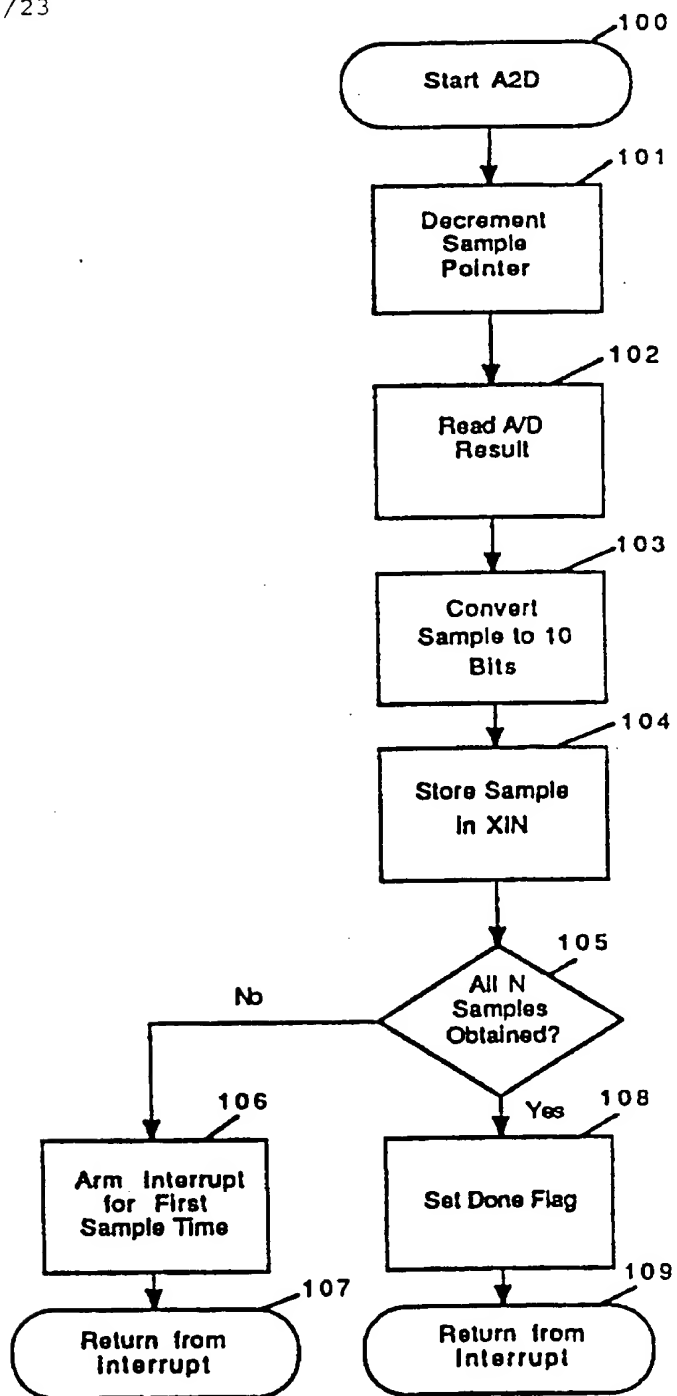 /23
100
Start A2D
101
Decrement
Sample
Pointer
102
Read A/D
Result
103
Convert
Sample to 10
Bits
104
Store Sample
in XIN
105
All N
Samples
Obtained?
No
Yes
106
Arm Interrupt
for First
Sample Time
107
Return from
Interrupt
108
Set Done Flag
109
Return from
Interrupt